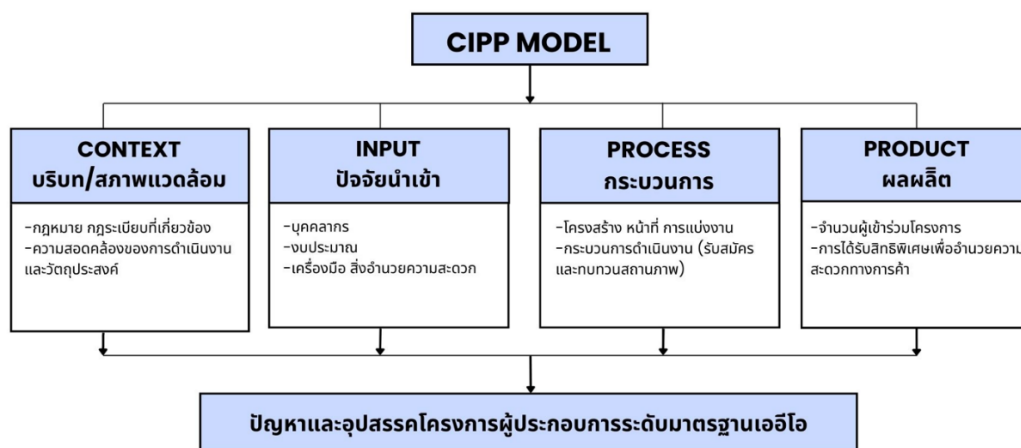 CIPP MODEL
CONTEXT
บริบท/สภาพแวดล้อม
-กฎหมาย กฎระเบียบที่เกี่ยวข้อง
-ความสอดคล้องของการดำเนินงาน
และวัตถุประสงค์
INPUT
ปัจจัยนำเข้า
-บุคคลากร
-งบประมาณ
-เครื่องมือ สิ่งอำนวยความสะดวก
PROCESS
กระบวนการ
-โครงสร้าง หน้าที่ การแบ่งงาน
-กระบวนการดำเนินงาน (รับสมัคร
และทบทวนสถานภาพ)
PRODUCT
ผลผลิต
-จำนวนผู้เข้าร่วมโครงการ
-การได้รับสิทธิพิเศษเพื่ออำนวยความ
สะดวกทางการค้า
ปัญหาและอุปสรรคโครงการผู้ประกอบการระดับมาตรฐานเออีโอ